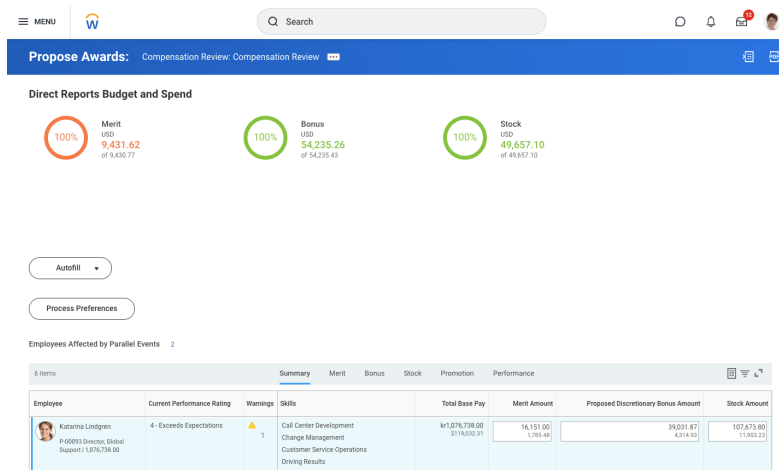 MENU
Search
12
Propose Awards: Compensation Review: Compensation Review
PDF
Direct Reports Budget and Spend
100%
Merit
USD
9,431.62
of 9,430.77
100%
Bonus
USD
54,235.26
of 54,235.43
100%
Stock
USD
49,657.10
of 49,657.10
Autofill
Process Preferences
Employees Affected by Parallel Events 2
6 items Summary Merit Bonus Stock Promotion Performance
Employee Current Performance Rating Warnings Skills Total Base Pay Merit Amount Proposed Discretionary Bonus Amount Stock Amount
Katarina Lindgren
P-00093 Director, Global
Support | 1,076,738.00
4 - Exceeds Expectations
1
Call Center Development
Change Management
Customer Service Operations
Driving Results
kr1,076,738.00
$119,032.31
16,151.00
1,785.48
39,031.87
4,314.93
107,673.80
11,903.23